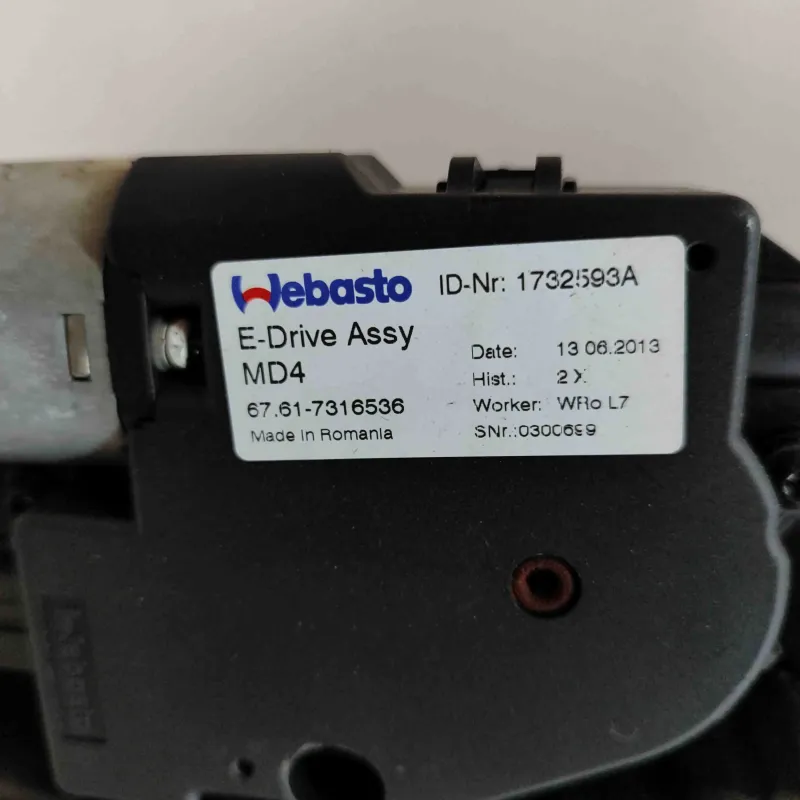 Webasto ID-Nr: 1732593A
E-Drive Assy
MD4
67.61-7316536
Made in Romania
Date: 13 06.2013
Hist.: 2 X
Worker: WRo L7
SNr.:0300699